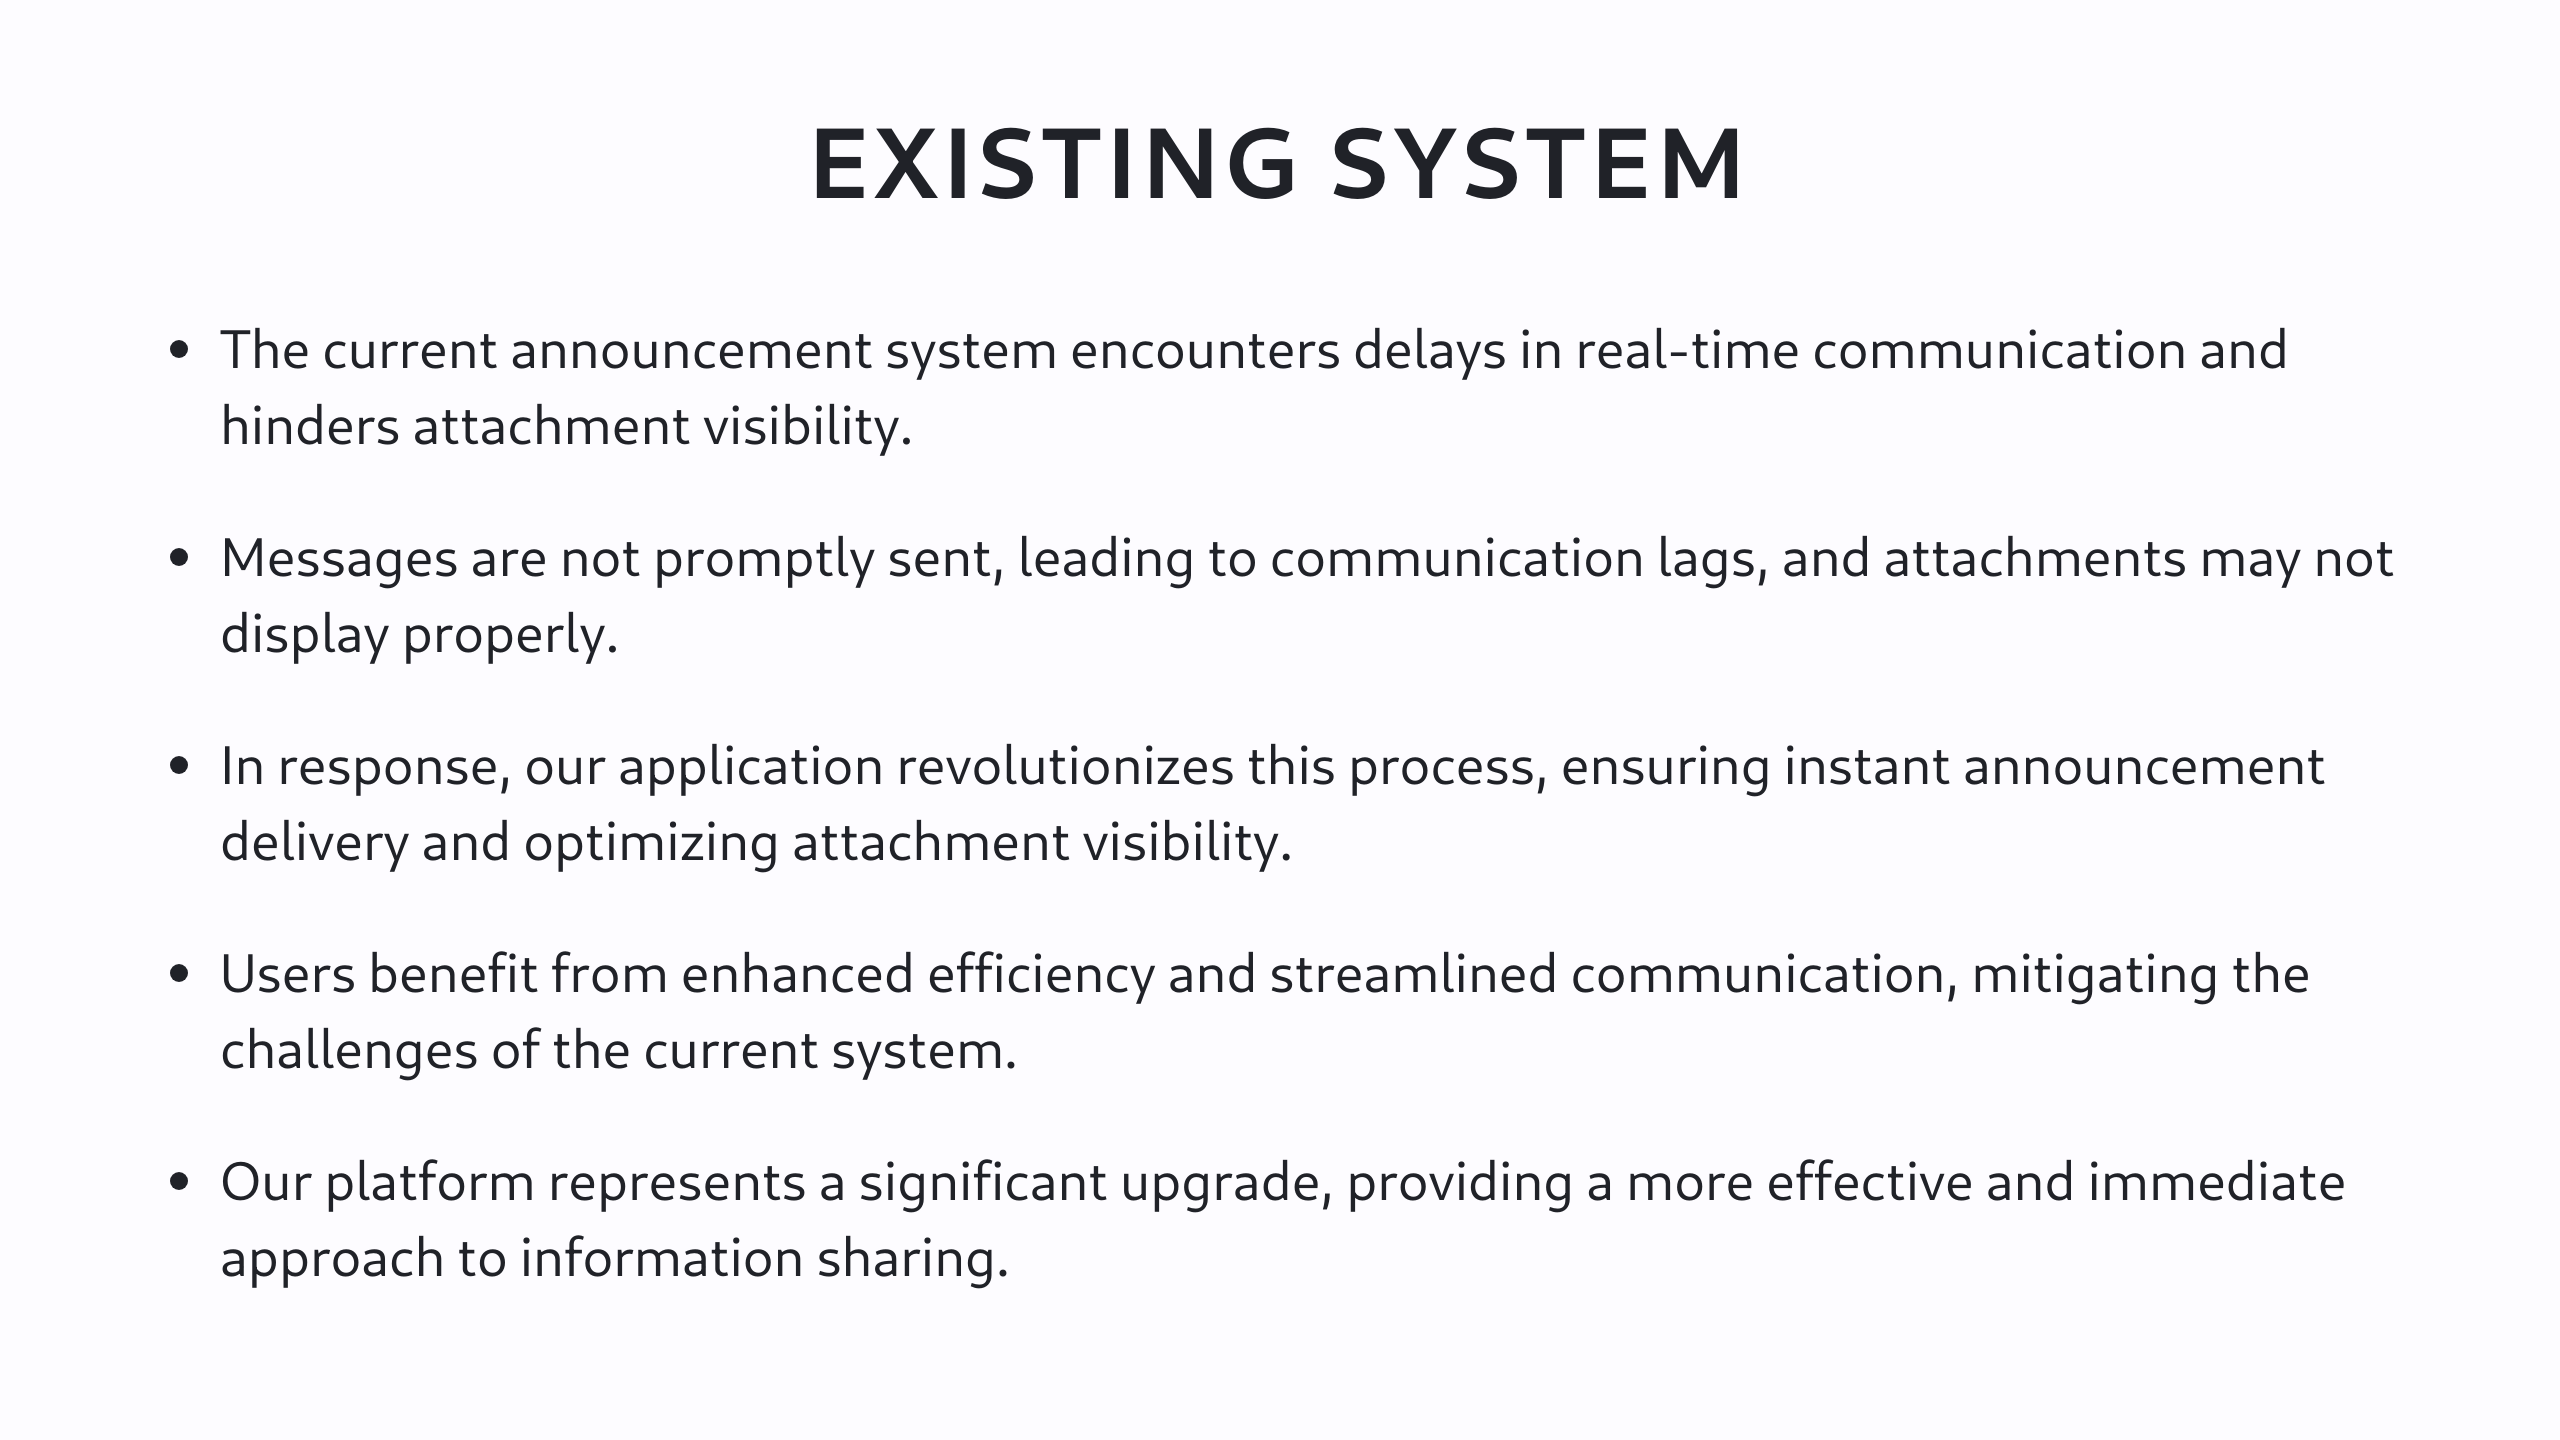 EXISTING SYSTEM
• The current announcement system encounters delays in real-time communication and
hinders attachment visibility.
• Messages are not promptly sent, leading to communication lags, and attachments may not
display properly.
• In response, our application revolutionizes this process, ensuring instant announcement
delivery and optimizing attachment visibility.
• Users benefit from enhanced efficiency and streamlined communication, mitigating the
challenges of the current system.
• Our platform represents a significant upgrade, providing a more effective and immediate
approach to information sharing.